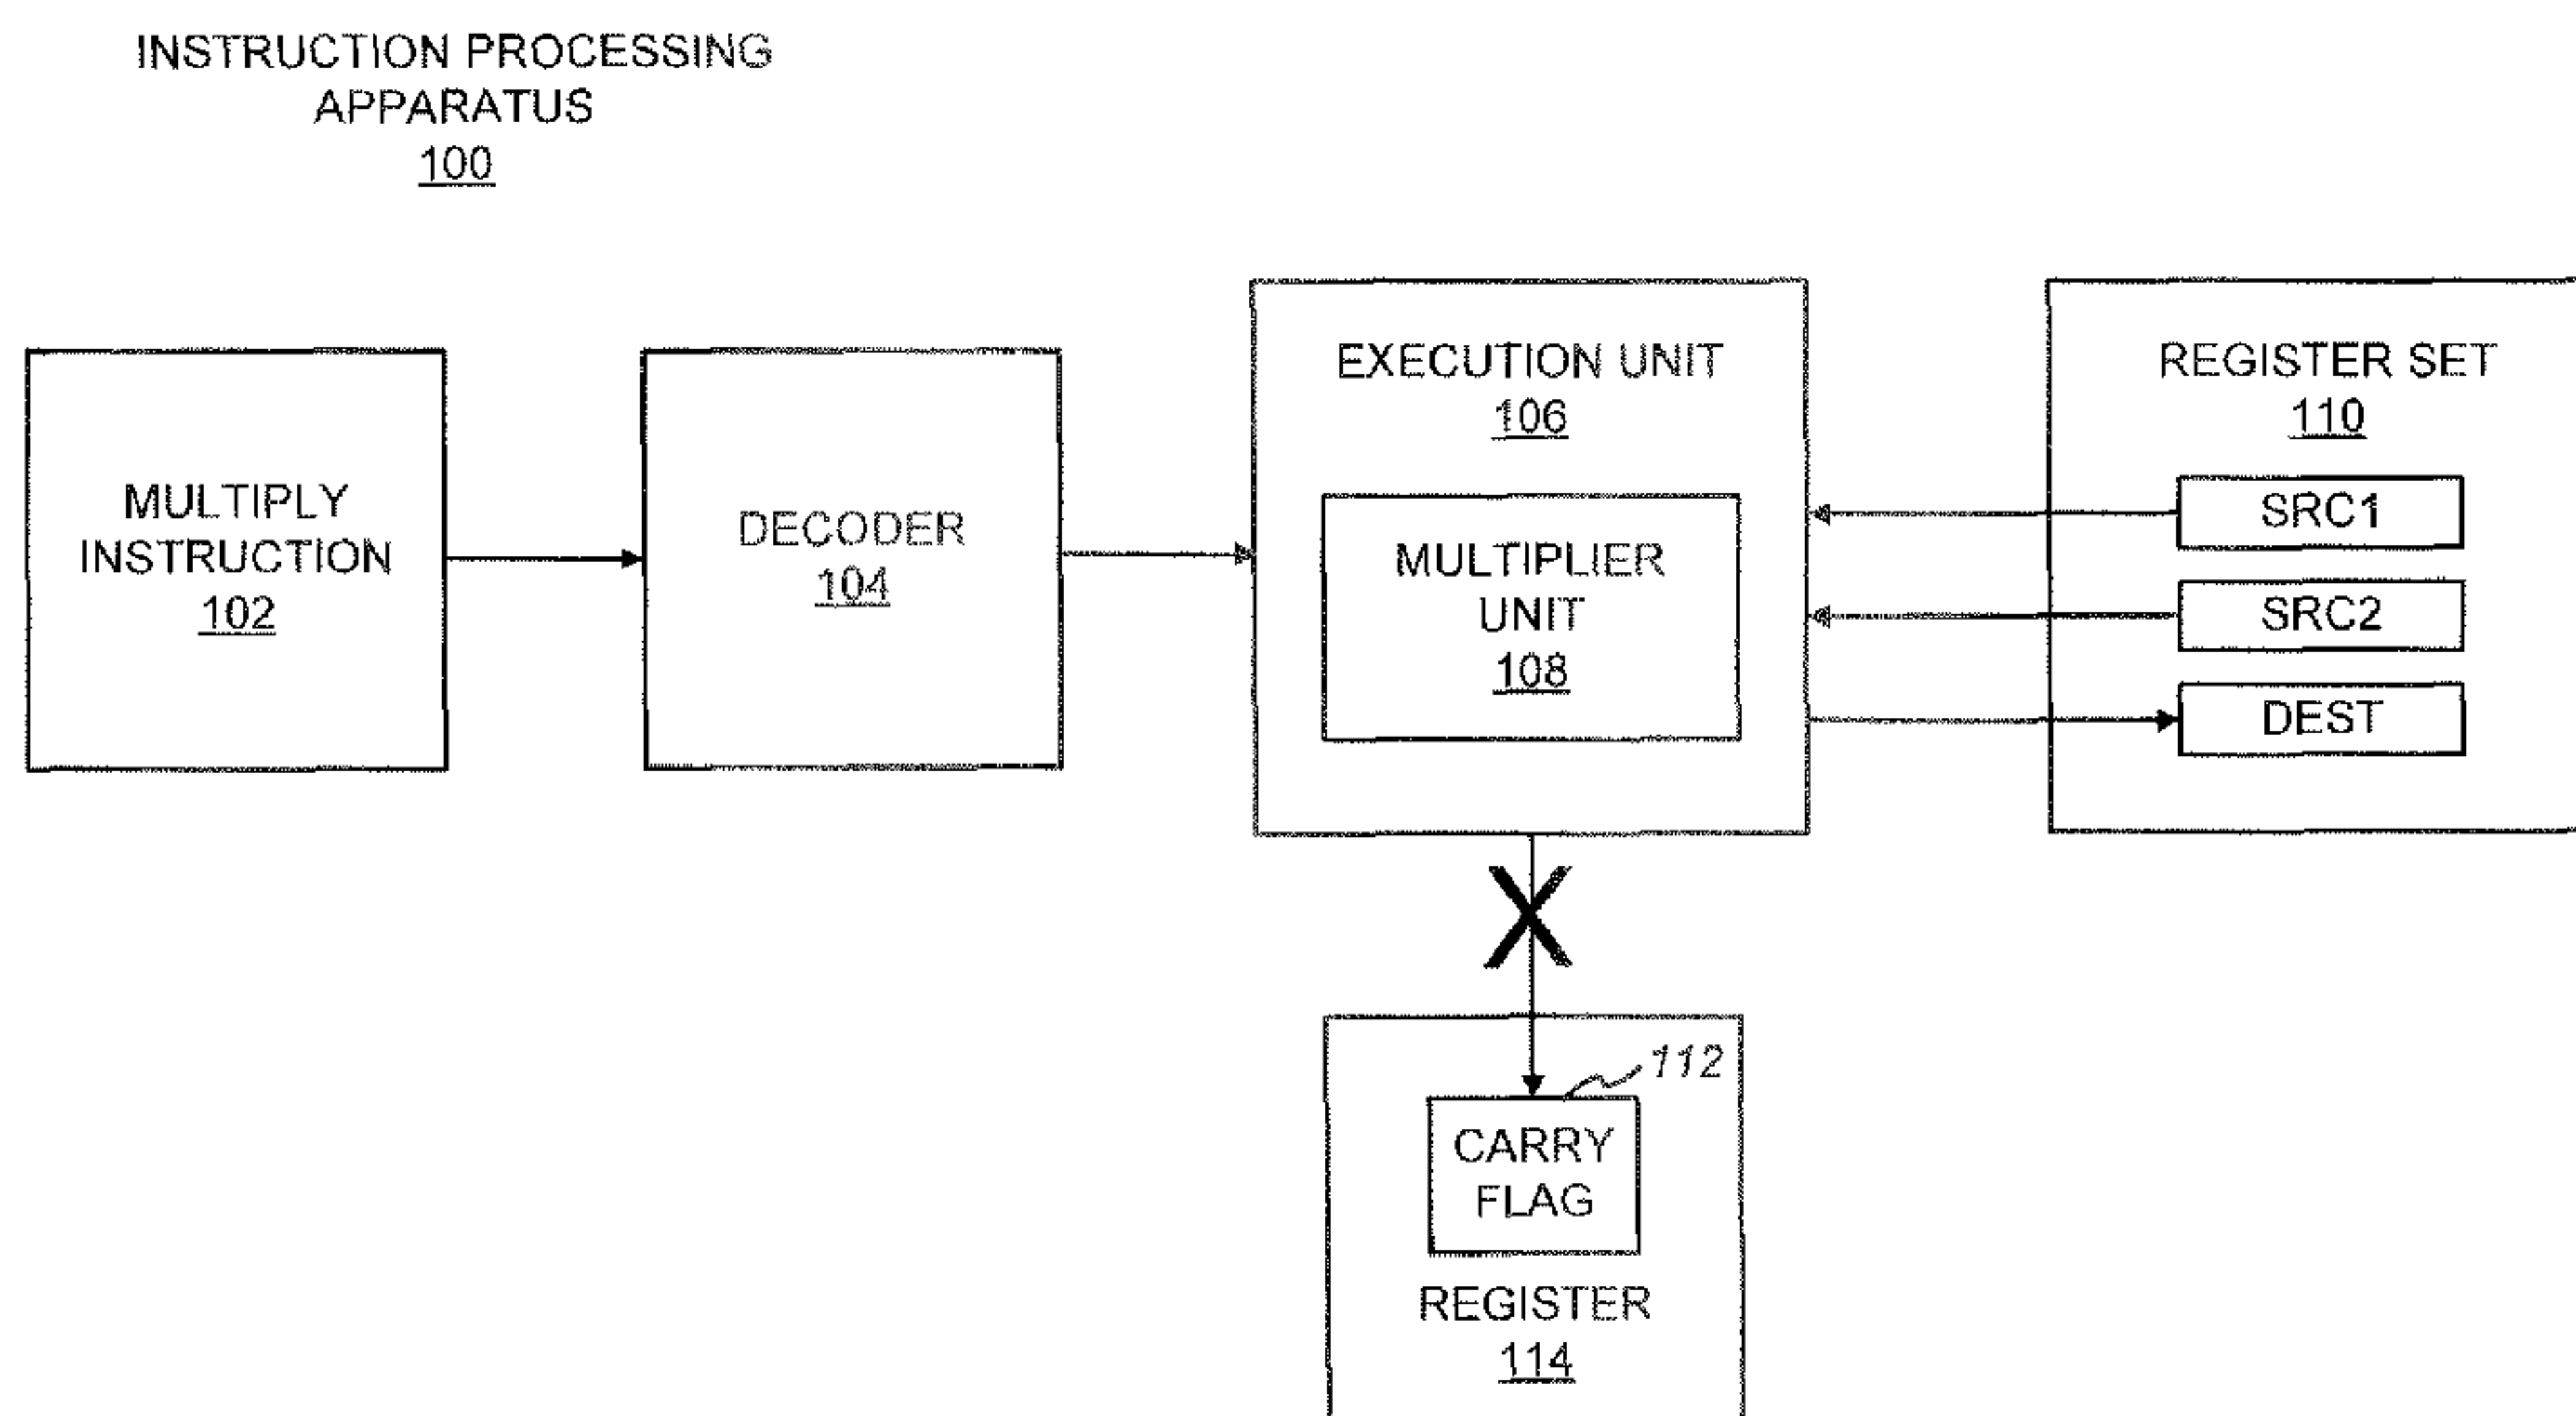 INSTRUCTION PROCESSING
APPARATUS
100
MULTIPLY
INSTRUCTION
102
DECODER
104
EXECUTION UNIT
106
MULTIPLIER
UNIT
108
REGISTER SET
110
SRC1
SRC2
DEST
112
CARRY
FLAG
REGISTER
114